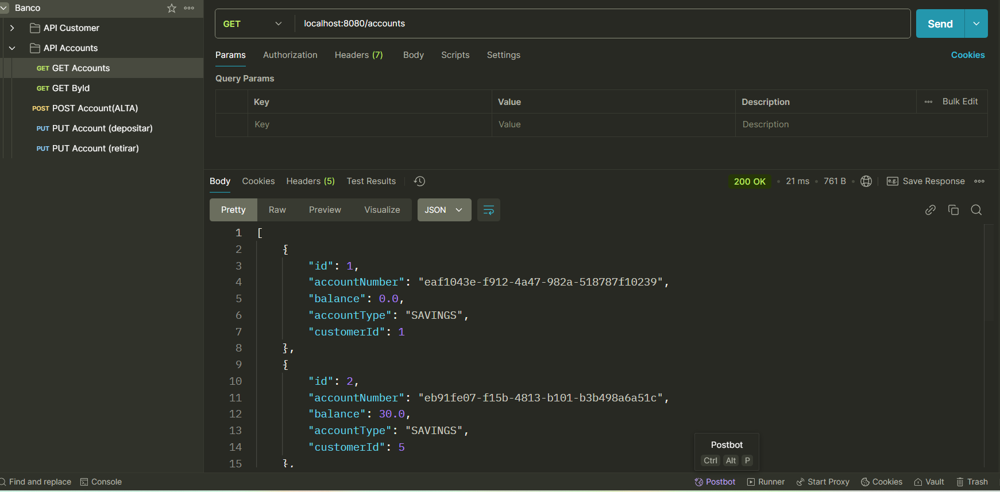 Banco
API Customer
API Accounts
GET GET Accounts
GET GET ById
POST POST Account(ALTA)
PUT PUT Account (depositar)
PUT PUT Account (retirar)
GET localhost:8080/accounts Send
Params Authorization Headers (7) Body Scripts Settings Cookies
Query Params
Key Value Description Bulk Edit
Key Value Description
Body Cookies Headers (5) Test Results 200 OK 21 ms 761 B e.g. Save Response
Pretty Raw Preview Visualize JSON
1 [
2 {
3 "id": 1,
4 "accountNumber": "eaf1043e-f912-4a47-982a-518787f10239",
5 "balance": 0.0,
6 "accountType": "SAVINGS",
7 "customerId": 1
8 },
9 {
10 "id": 2,
11 "accountNumber": "eb91fe07-f15b-4813-b101-b3b498a6a51c",
12 "balance": 30.0,
13 "accountType": "SAVINGS",
14 "customerId": 5
15 },
Postbot
Ctrl Alt P
Find and replace Console Postbot Runner Start Proxy Cookies Vault Trash